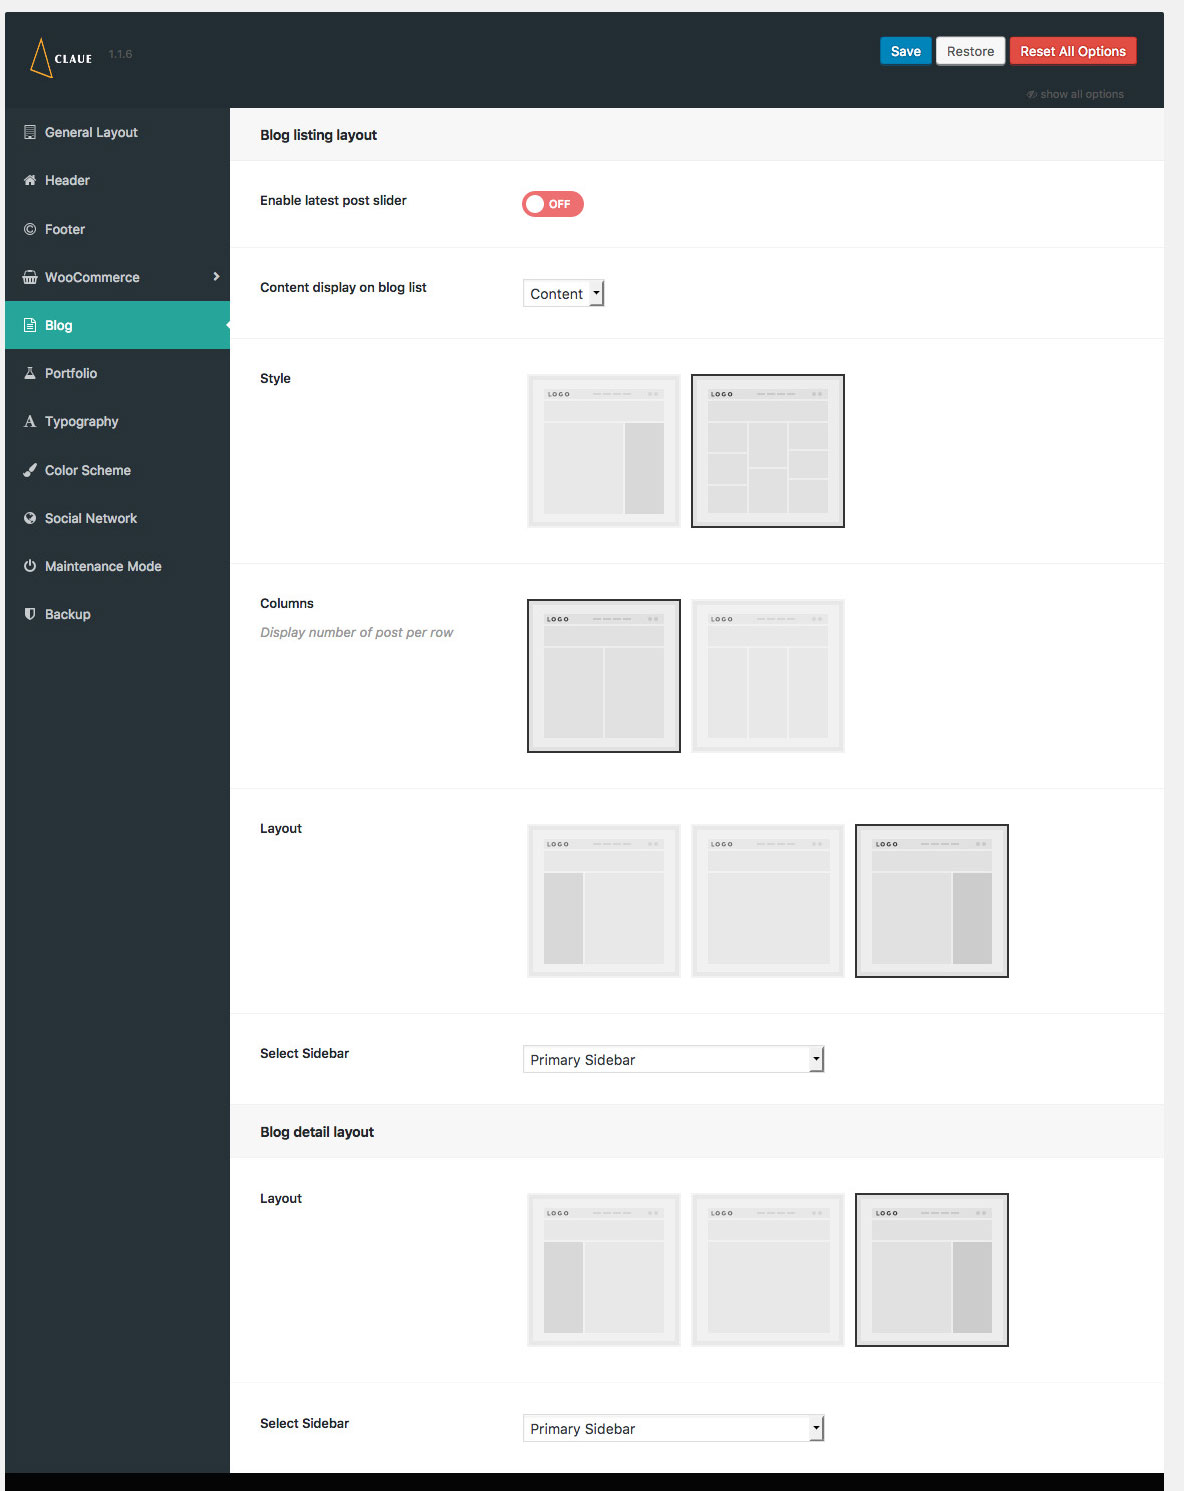 CLAUE 1.1.6
Save Restore Reset All Options
show all options
General Layout
Header
Footer
WooCommerce
Blog
Portfolio
Typography
Color Scheme
Social Network
Maintenance Mode
Backup
Blog listing layout
Enable latest post slider OFF
Content display on blog list Content
Style
LOGO LOGO
Columns
Display number of post per row
LOGO LOGO
Layout
LOGO LOGO LOGO
Select Sidebar Primary Sidebar
Blog detail layout
Layout
LOGO LOGO LOGO
Select Sidebar Primary Sidebar